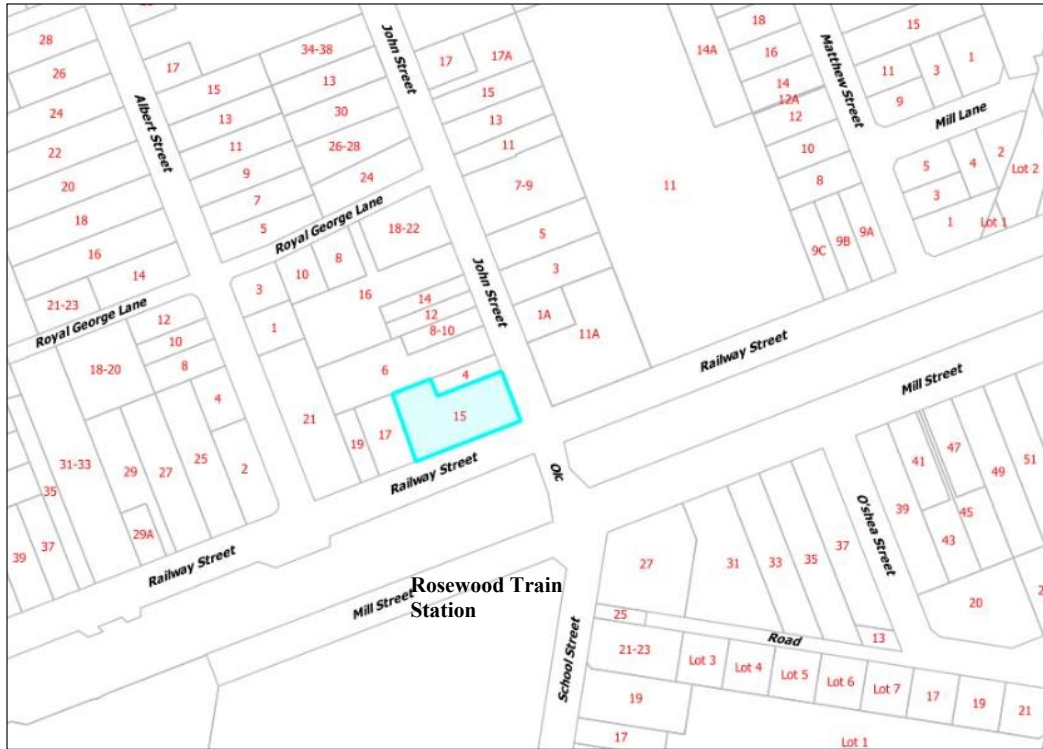 28
26
24
22
20
18
16
14
21-23
Royal George Lane
Albert Street
17
15
13
11
9
7
5
34-38
13
30
26-28
24
Royal George Lane
John Street
17
17A
15
13
11
7-9
5
3
1A
11A
11
14A
18
16
14
12A
12
10
8
9C
9B
9A
Matthew Street
15
11
3
1
9
Mill Lane
5
4
2
3
1
Lot 1
Lot 2
3
10
8
18-22
1
16
14
12
8-10
John Street
6
4
15
17
19
21
12
10
8
18-20
4
2
25
27
29
29A
31-33
35
37
39
Railway Street
Railway Street
Railway Street
Mill Street
Mill Street
Rosewood Train
Station
School Street
27
31
33
35
37
O'shea Street
39
41
43
45
47
49
51
20
25
Road
13
21-23
Lot 3
Lot 4
Lot 5
Lot 6
Lot 7
17
19
21
19
17
Lot 1